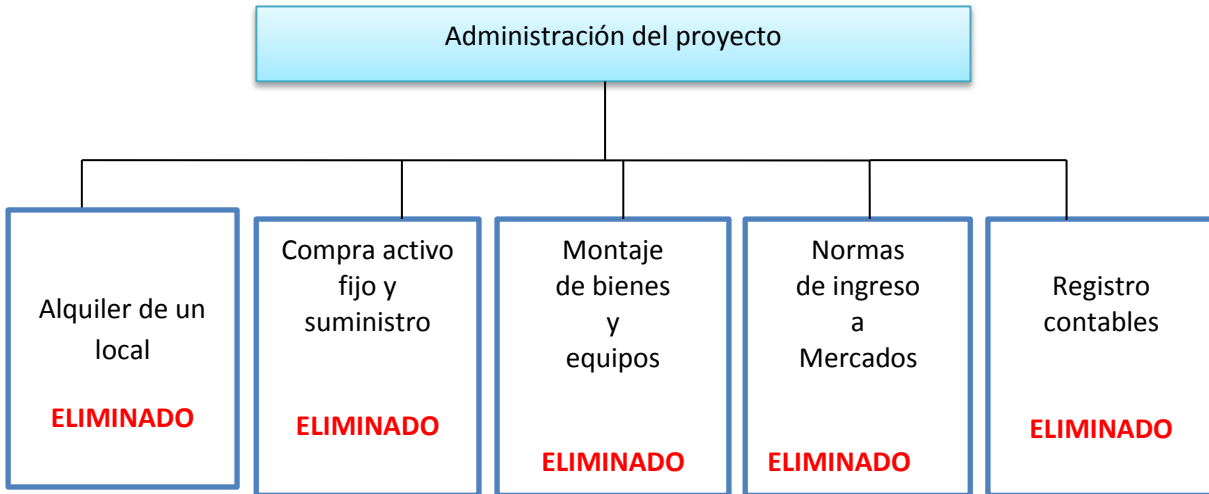 Administración del proyecto
Alquiler de un
local
ELIMINADO
Compra activo
fijo y
suministro
ELIMINADO
Montaje
de bienes
y
equipos
ELIMINADO
Normas
de ingreso
a
Mercados
ELIMINADO
Registro
contables
ELIMINADO